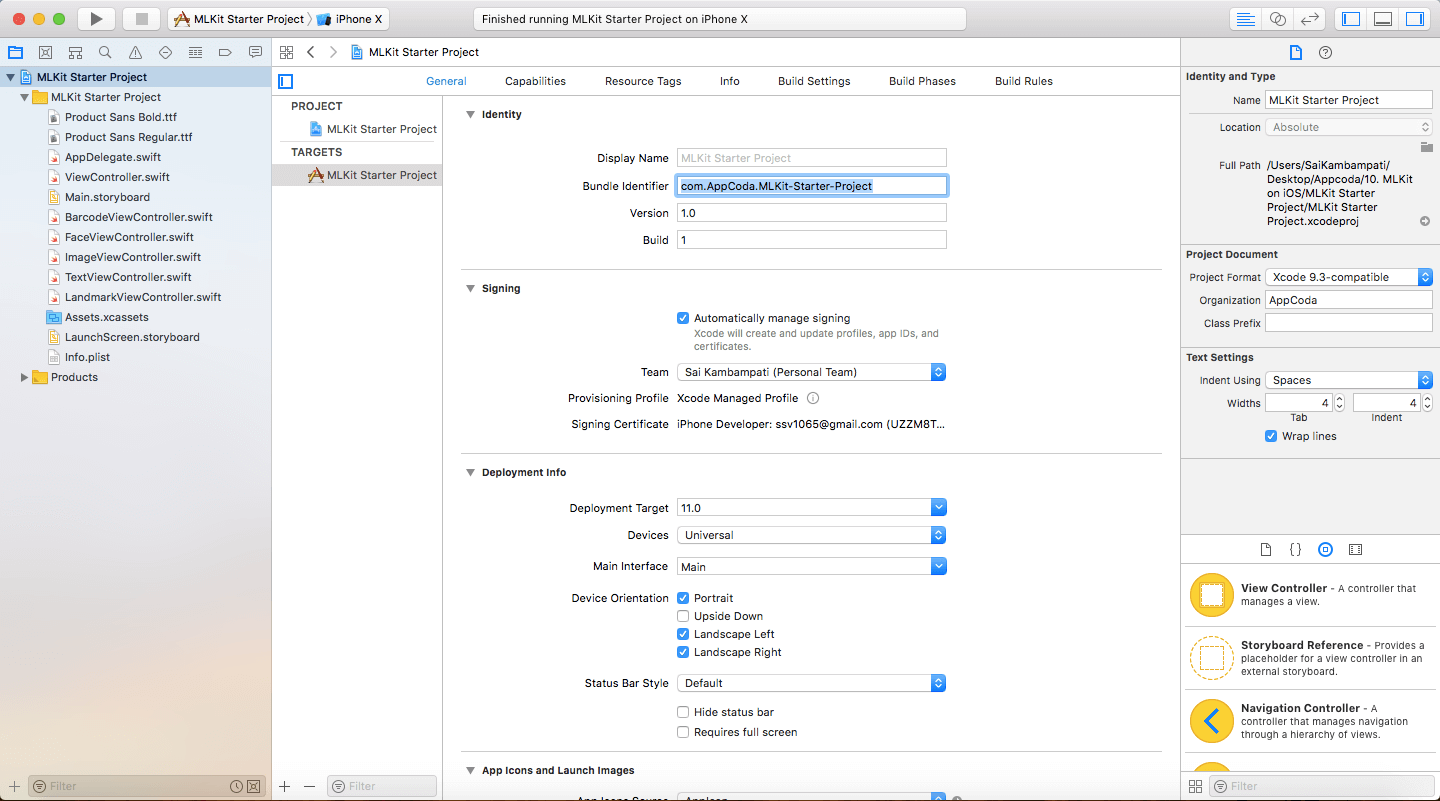 MLKit Starter Project
iPhone X
Finished running MLKit Starter Project on iPhone X
MLKit Starter Project
MLKit Starter Project
Product Sans Bold.ttf
Product Sans Regular.ttf
AppDelegate.swift
ViewController.swift
Main.storyboard
BarcodeViewController.swift
FaceViewController.swift
ImageViewController.swift
TextViewController.swift
LandmarkViewController.swift
Assets.xcassets
LaunchScreen.storyboard
Info.plist
Products
Filter
MLKit Starter Project
General Capabilities Resource Tags Info Build Settings Build Phases Build Rules
PROJECT
MLKit Starter Project
TARGETS
MLKit Starter Project
Filter
Identity
Display Name MLKit Starter Project
Bundle Identifier com.AppCoda.MLKit-Starter-Project
Version 1.0
Build 1
Signing
Automatically manage signing
Xcode will create and update profiles, app IDs, and
certificates.
Team Sai Kambampati (Personal Team)
Provisioning Profile Xcode Managed Profile
Signing Certificate iPhone Developer: ssv1065@gmail.com (UZZM8T...
Deployment Info
Deployment Target 11.0
Devices Universal
Main Interface Main
Device Orientation Portrait
Upside Down
Landscape Left
Landscape Right
Status Bar Style Default
Hide status bar
Requires full screen
App Icons and Launch Images
App Icons Source AppIcon
Identity and Type
Name MLKit Starter Project
Location Absolute
Full Path /Users/SaiKambampati/
Desktop/Appcoda/10. MLKit
on iOS/MLKit Starter
Project/MLKit Starter
Project.xcodeproj
Project Document
Project Format Xcode 9.3-compatible
Organization AppCoda
Class Prefix
Text Settings
Indent Using Spaces
Widths 4 4
Tab Indent
Wrap lines
View Controller - A controller that
manages a view.
Storyboard Reference - Provides a
placeholder for a view controller in an
external storyboard.
Navigation Controller - A
controller that manages navigation
through a hierarchy of views.
Filter